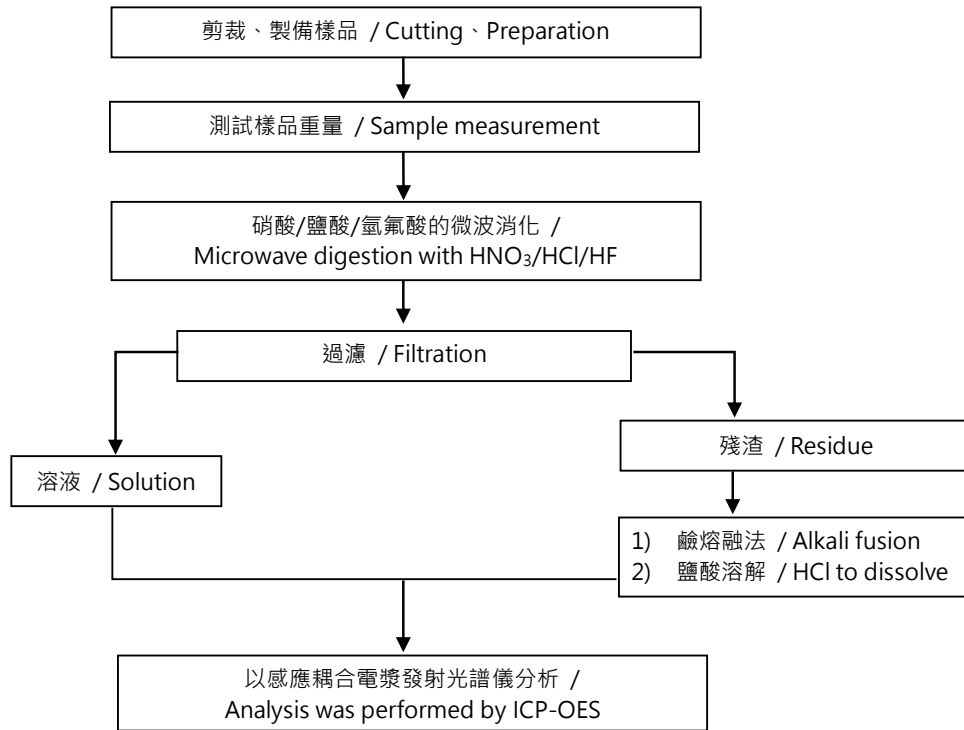 剪裁、製備樣品 / Cutting、Preparation
測試樣品重量 / Sample measurement
硝酸/鹽酸/氫氟酸的微波消化 /
Microwave digestion with HNO₃/HCl/HF
過濾 / Filtration
溶液 / Solution
殘渣 / Residue
1) 鹼熔融法 / Alkali fusion
2) 鹽酸溶解 / HCl to dissolve
以感應耦合電漿發射光譜儀分析 /
Analysis was performed by ICP-OES